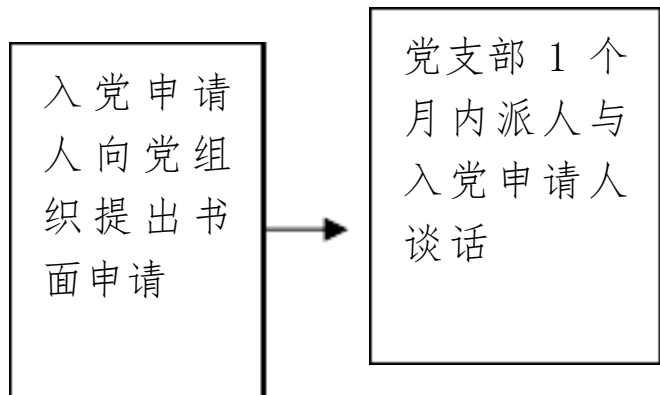 入党申请
人向党组
织提出书
面申请
党支部 1 个
月内派人与
入党申请人
谈话